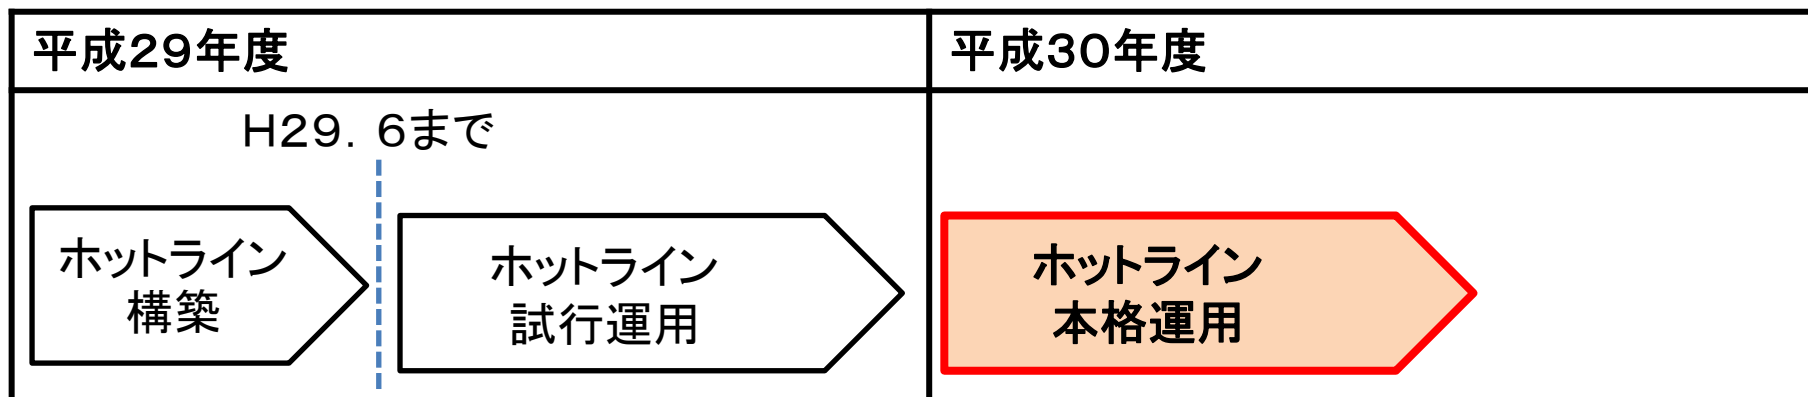 平成29年度
平成30年度
H29．6まで
ホットライン
構築
ホットライン
試行運用
ホットライン
本格運用